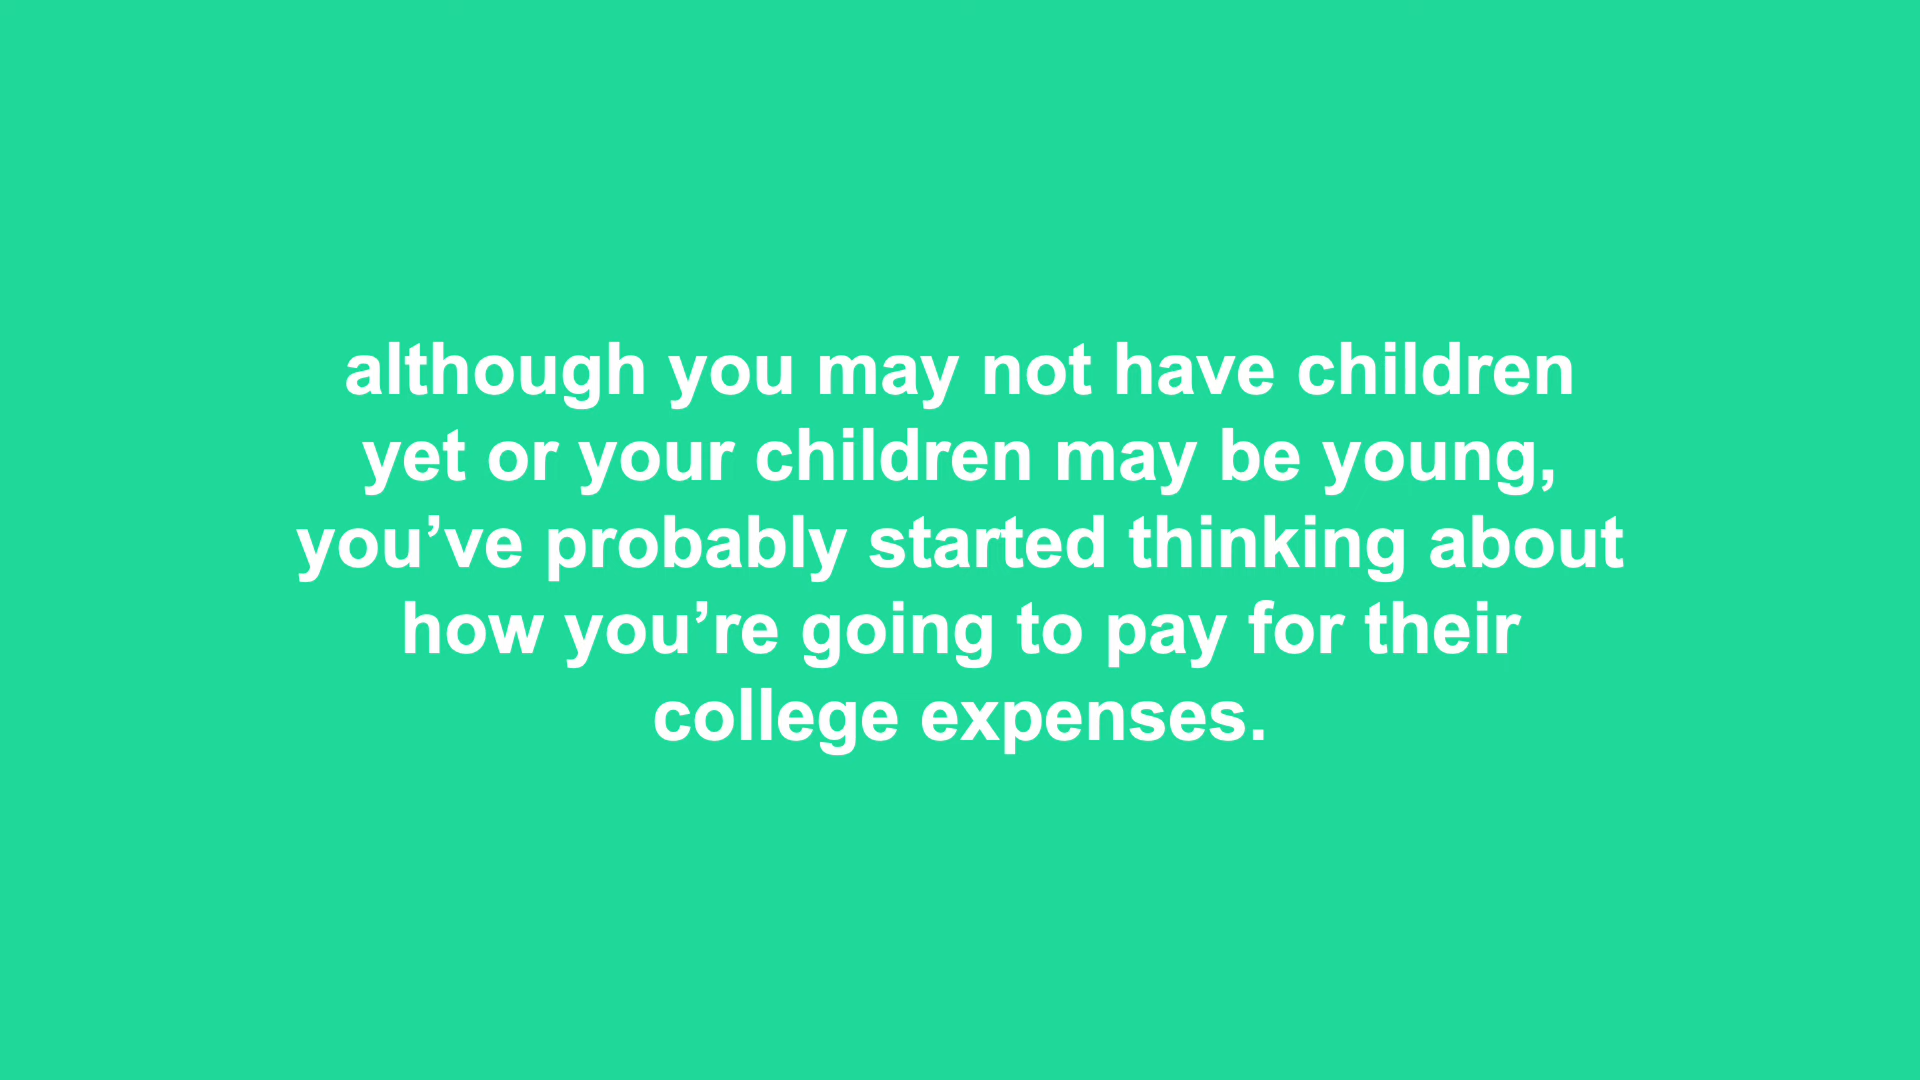 although you may not have children
yet or your children may be young,
you’ve probably started thinking about
how you’re going to pay for their
college expenses.